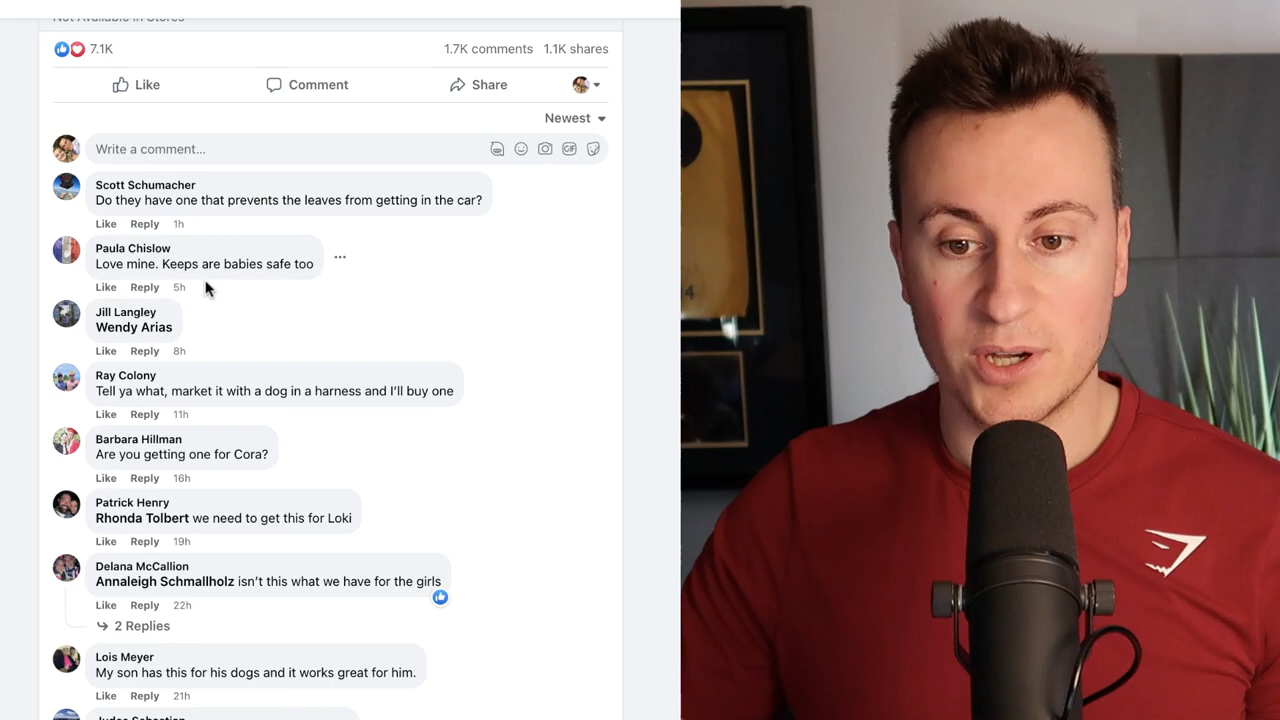 Not Available in Stores
7.1K
1.7K comments 1.1K shares
Like
Comment
Share
Newest
Write a comment...
GIF
Scott Schumacher
Do they have one that prevents the leaves from getting in the car?
Like Reply 1h
Paula Chislow
Love mine. Keeps are babies safe too
Like Reply 5h
Jill Langley
Wendy Arias
Like Reply 8h
Ray Colony
Tell ya what, market it with a dog in a harness and I'll buy one
Like Reply 11h
Barbara Hillman
Are you getting one for Cora?
Like Reply 16h
Patrick Henry
Rhonda Tolbert we need to get this for Loki
Like Reply 19h
Delana McCallion
Annaleigh Schmallholz isn't this what we have for the girls
Like Reply 22h
2 Replies
Lois Meyer
My son has this for his dogs and it works great for him.
Like Reply 21h